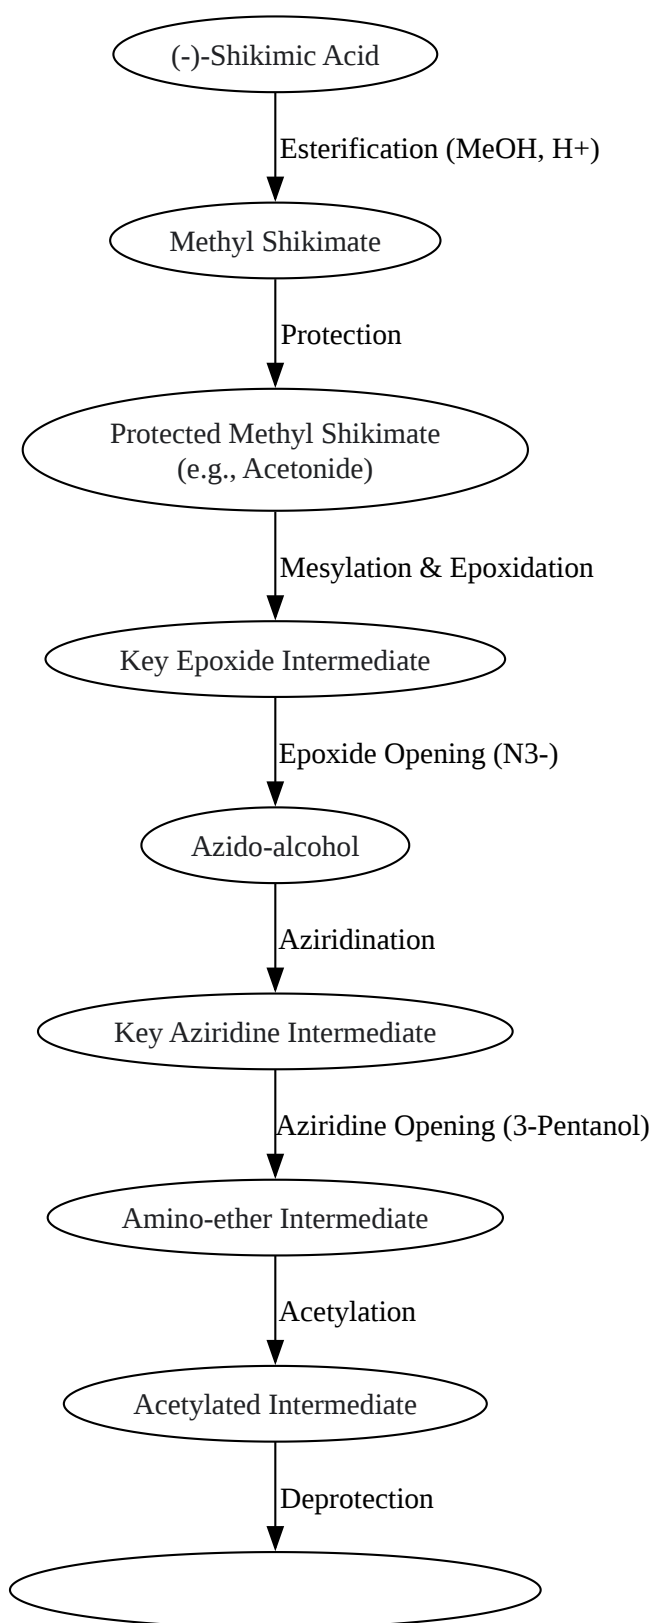 (-)-Shikimic Acid
Esterification (MeOH, H+)
Methyl Shikimate
Protection
Protected Methyl Shikimate
(e.g., Acetonide)
Mesylation & Epoxidation
Key Epoxide Intermediate
Epoxide Opening (N3-)
Azido-alcohol
Aziridination
Key Aziridine Intermediate
Aziridine Opening (3-Pentanol)
Amino-ether Intermediate
Acetylation
Acetylated Intermediate
Deprotection